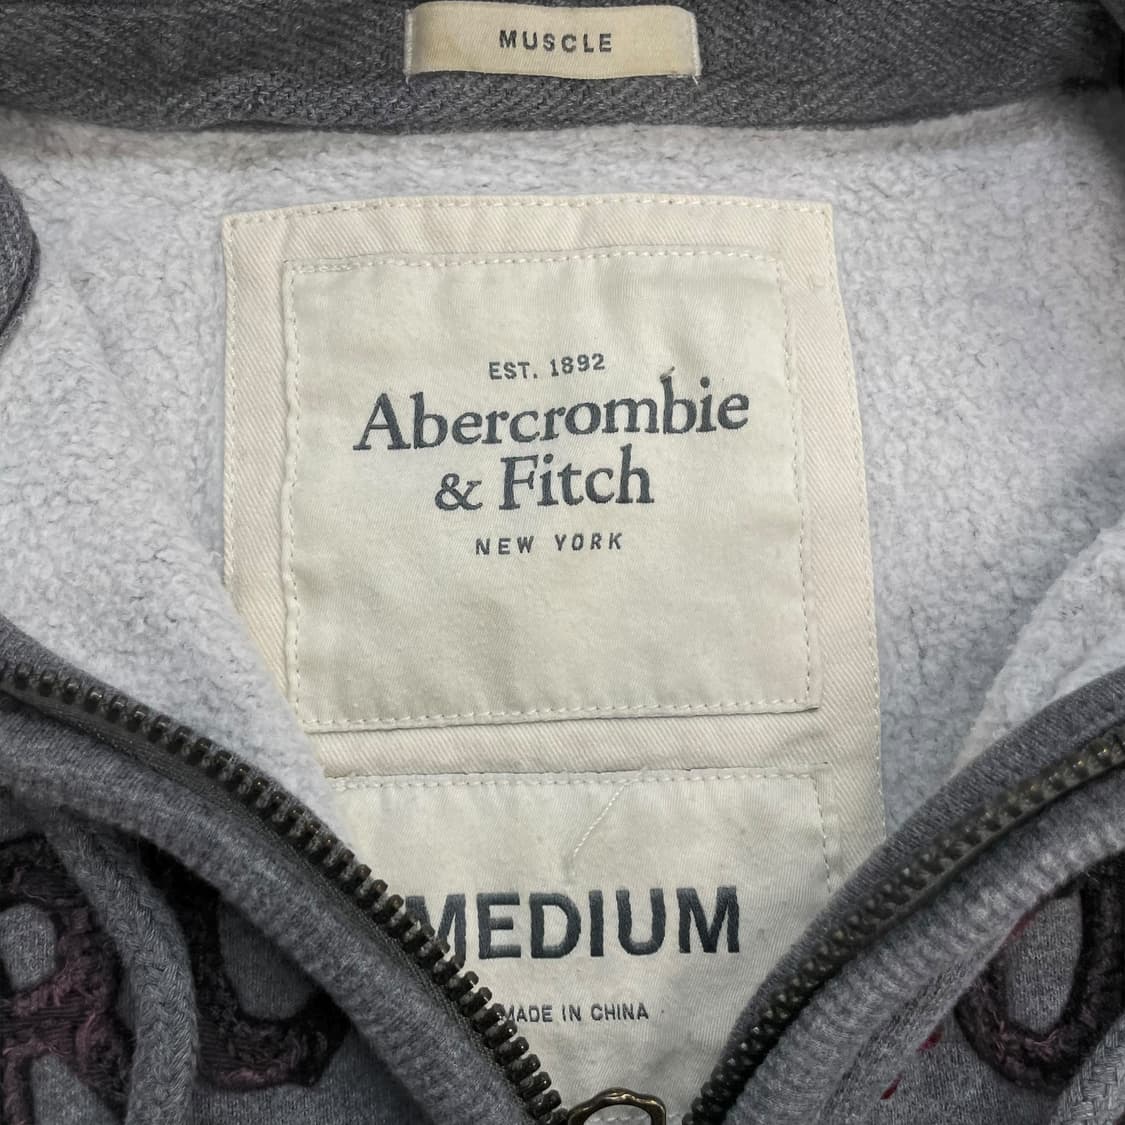 MUSCLE
EST. 1892
Abercrombie
& Fitch
NEW YORK
MEDIUM
MADE IN CHINA